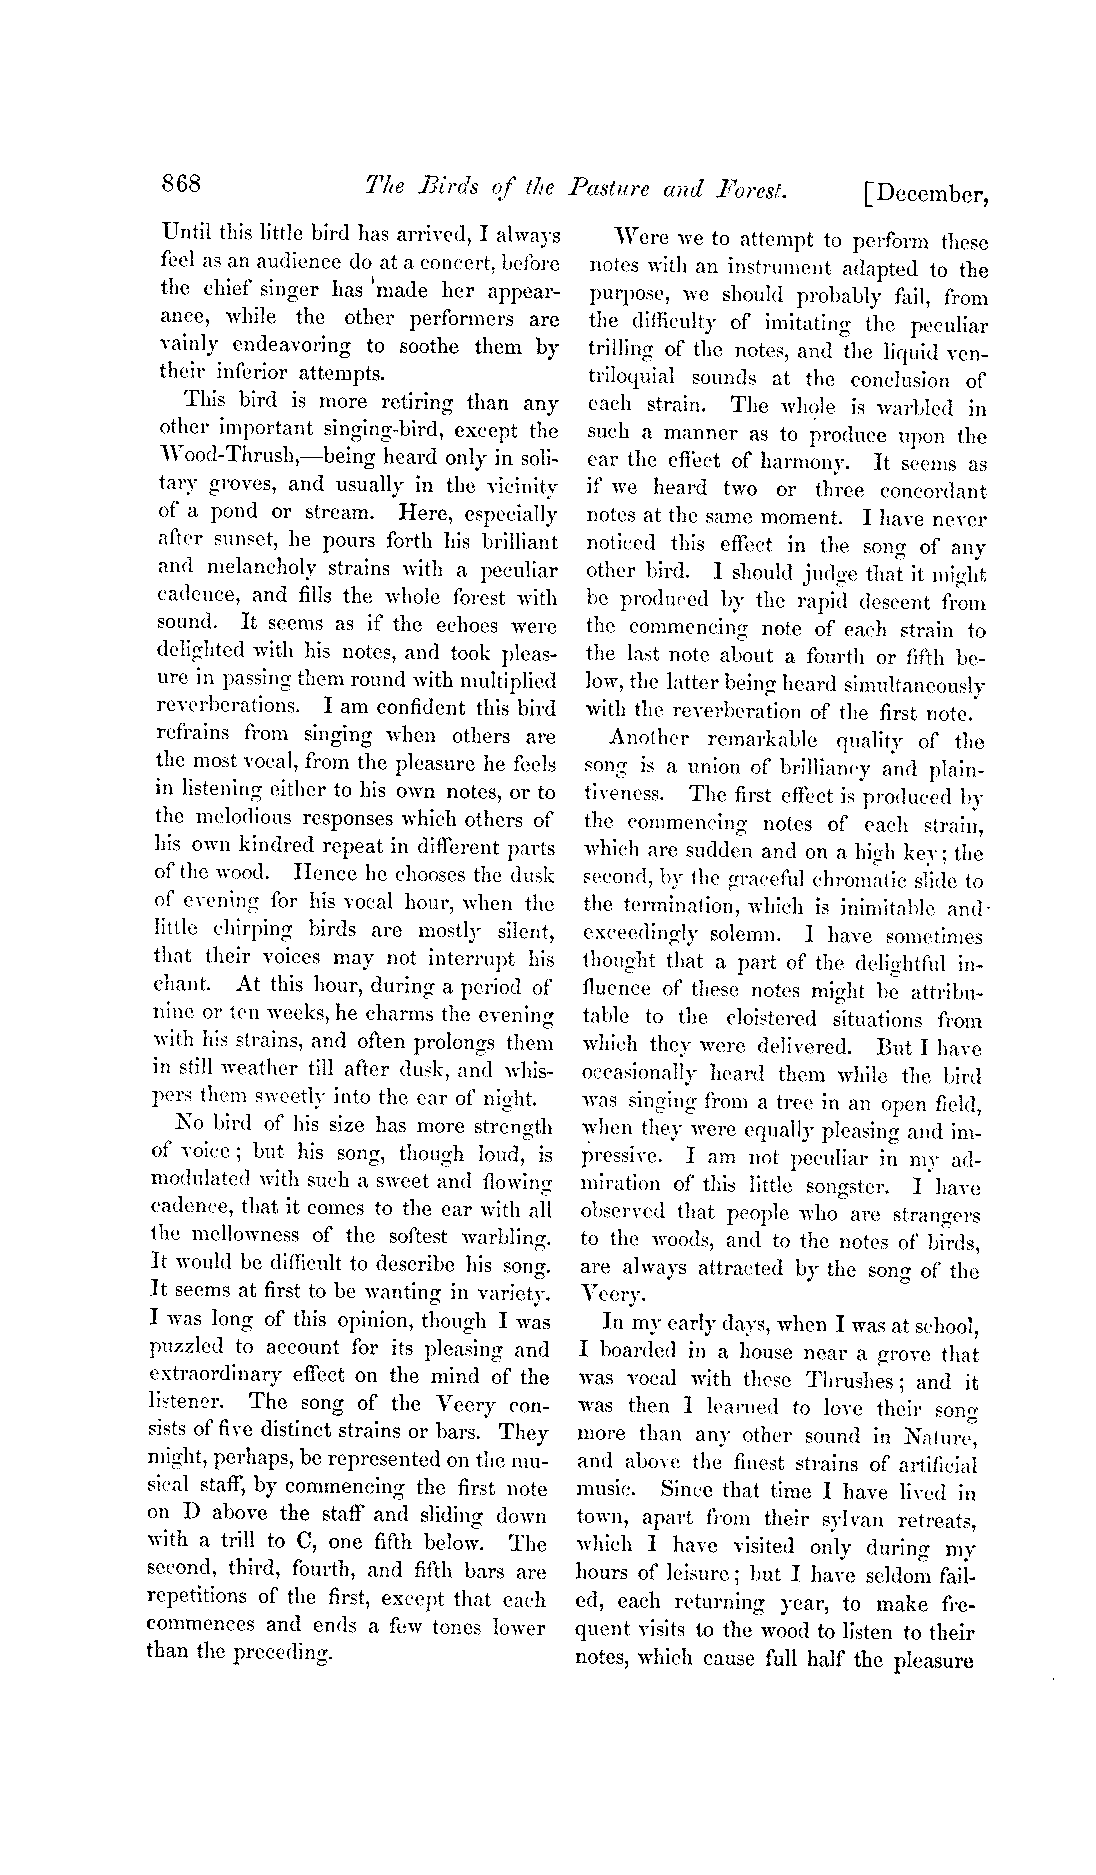 868 The Birds of the Pasture and Forest. [December,
Until this little bird has arrived, I always
feel as an audience do at a concert, before
the chief singer has made her appear-
ance, while the other performers are
vainly endeavoring to soothe them by
their inferior attempts.
This bird is more retiring than any
other important singing-bird, except the
Wood-Thrush,—being heard only in soli-
tary groves, and usually in the vicinity
of a pond or stream. Here, especially
after sunset, he pours forth his brilliant
and melancholy strains with a peculiar
cadence, and fills the whole forest with
sound. It seems as if the echoes were
delighted with his notes, and took pleas-
ure in passing them round with multiplied
reverberations. I am confident this bird
refrains from singing when others are
the most vocal, from the pleasure he feels
in listening either to his own notes, or to
the melodious responses which others of
his own kindred repeat in different parts
of the wood. Hence he chooses the dusk
of evening for his vocal hour, when the
little chirping birds are mostly silent,
that their voices may not interrupt his
chant. At this hour, during a period of
nine or ten weeks, he charms the evening
with his strains, and often prolongs them
in still weather till after dusk, and whis-
pers them sweetly into the ear of night.
No bird of his size has more strength
of voice; but his song, though loud, is
modulated with such a sweet and flowing
cadence, that it comes to the ear with all
the mellowness of the softest warbling.
It would be difficult to describe his song.
It seems at first to be wanting in variety.
I was long of this opinion, though I was
puzzled to account for its pleasing and
extraordinary effect on the mind of the
listener. The song of the Veery con-
sists of five distinct strains or bars. They
might, perhaps, be represented on the mu-
sical staff, by commencing the first note
on D above the staff and sliding down
with a trill to C, one fifth below. The
second, third, fourth, and fifth bars are
repetitions of the first, except that each
commences and ends a few tones lower
than the preceding.
Were we to attempt to perform these
notes with an instrument adapted to the
purpose, we should probably fail, from
the difficulty of imitating the peculiar
trilling of the notes, and the liquid ven-
triloquial sounds at the conclusion of
each strain. The whole is warbled in
such a manner as to produce upon the
ear the effect of harmony. It seems as
if we heard two or three concordant
notes at the same moment. I have never
noticed this effect in the song of any
other bird. I should judge that it might
be produced by the rapid descent from
the commencing note of each strain to
the last note about a fourth or fifth be-
low, the latter being heard simultaneously
with the reverberation of the first note.
Another remarkable quality of the
song is a union of brilliancy and plain-
tiveness. The first effect is produced by
the commencing notes of each strain,
which are sudden and on a high key; the
second, by the graceful chromatic slide to
the termination, which is inimitable and
exceedingly solemn. I have sometimes
thought that a part of the delightful in-
fluence of these notes might be attribu-
table to the cloistered situations from
which they were delivered. But I have
occasionally heard them while the bird
was singing from a tree in an open field,
when they were equally pleasing and im-
pressive. I am not peculiar in my ad-
miration of this little songster. I have
observed that people who are strangers
to the woods, and to the notes of birds,
are always attracted by the song of the
Veery.
In my early days, when I was at school,
I boarded in a house near a grove that
was vocal with these Thrushes; and it
was then I learned to love their song
more than any other sound in Nature,
and above the finest strains of artificial
music. Since that time I have lived in
town, apart from their sylvan retreats,
which I have visited only during my
hours of leisure; but I have seldom fail-
ed, each returning year, to make fre-
quent visits to the wood to listen to their
notes, which cause full half the pleasure